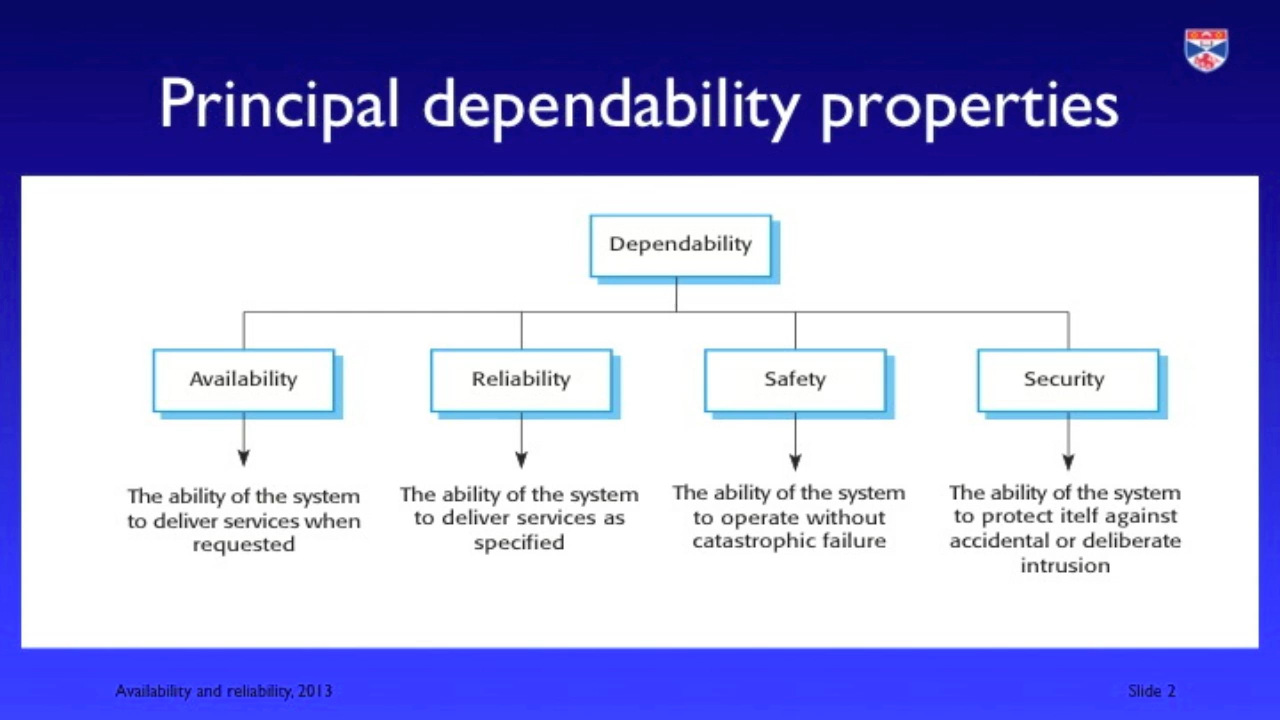 Principal dependability properties
Dependability
Availability
Reliability
Safety
Security
The ability of the system
to deliver services when
requested
The ability of the system
to deliver services as
specified
The ability of the system
to operate without
catastrophic failure
The ability of the system
to protect itelf against
accidental or deliberate
intrusion
Availability and reliability, 2013
Slide 2